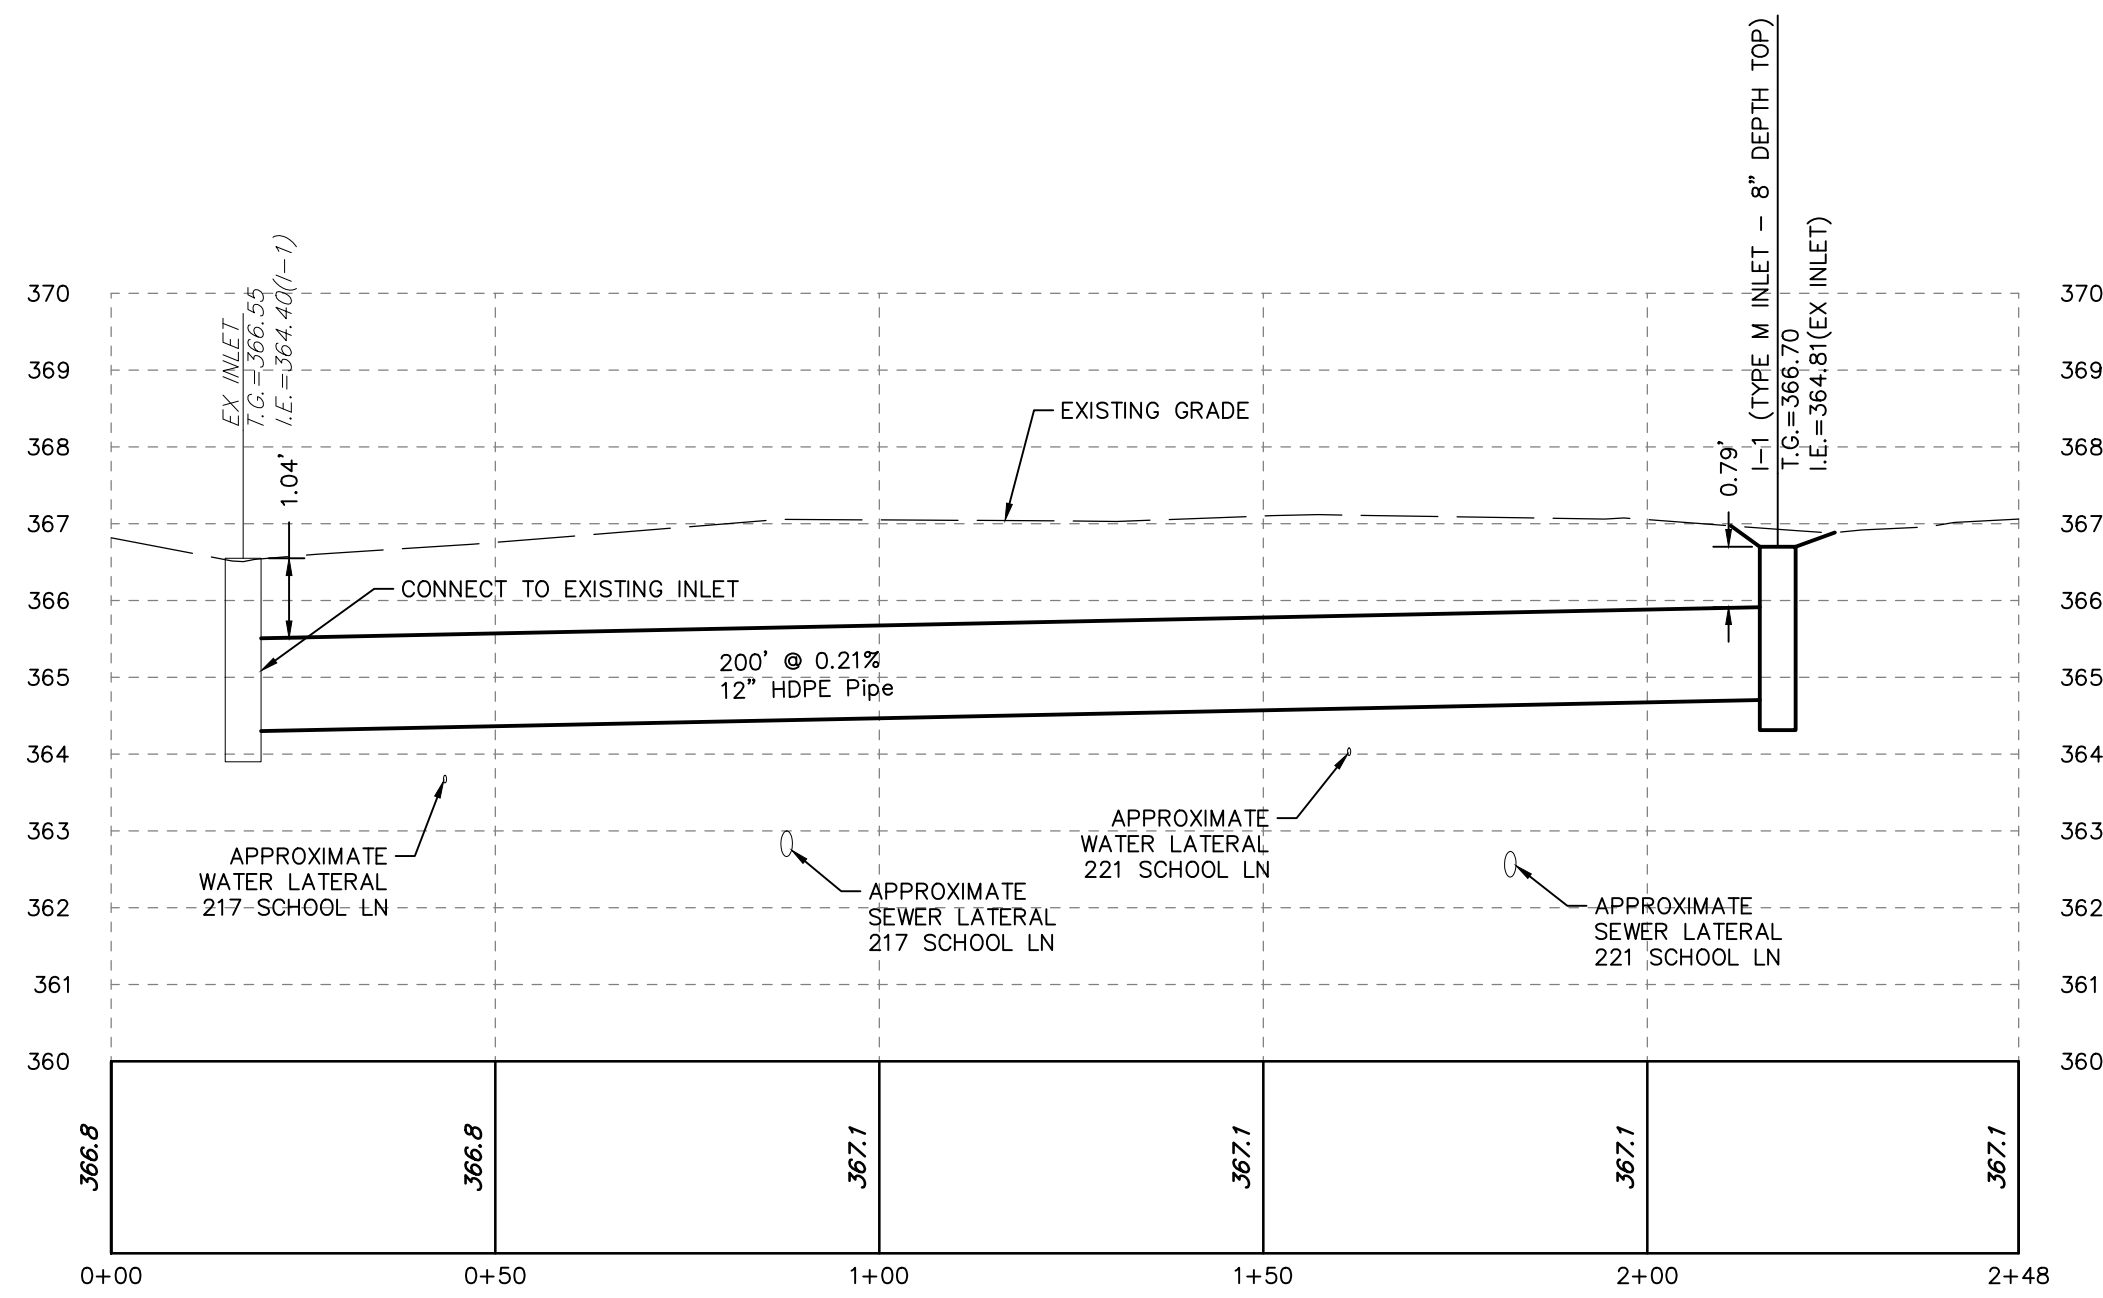 I-1 (TYPE M INLET - 8" DEPTH TOP)
T.G.=366.70
I.E.=364.81(EX INLET)
EX INLET
T.G.=366.55
I.E.=364.40(I-1)
370
370
369
369
EXISTING GRADE
368
368
1.04'
0.79'
367
367
CONNECT TO EXISTING INLET
366
366
200' @ 0.21%
12" HDPE Pipe
365
365
364
364
APPROXIMATE
WATER LATERAL
221 SCHOOL LN
363
363
APPROXIMATE
WATER LATERAL
217 SCHOOL LN
APPROXIMATE
SEWER LATERAL
217 SCHOOL LN
APPROXIMATE
SEWER LATERAL
221 SCHOOL LN
362
362
361
361
360
360
366.8
366.8
367.1
367.1
367.1
367.1
0+00
0+50
1+00
1+50
2+00
2+48